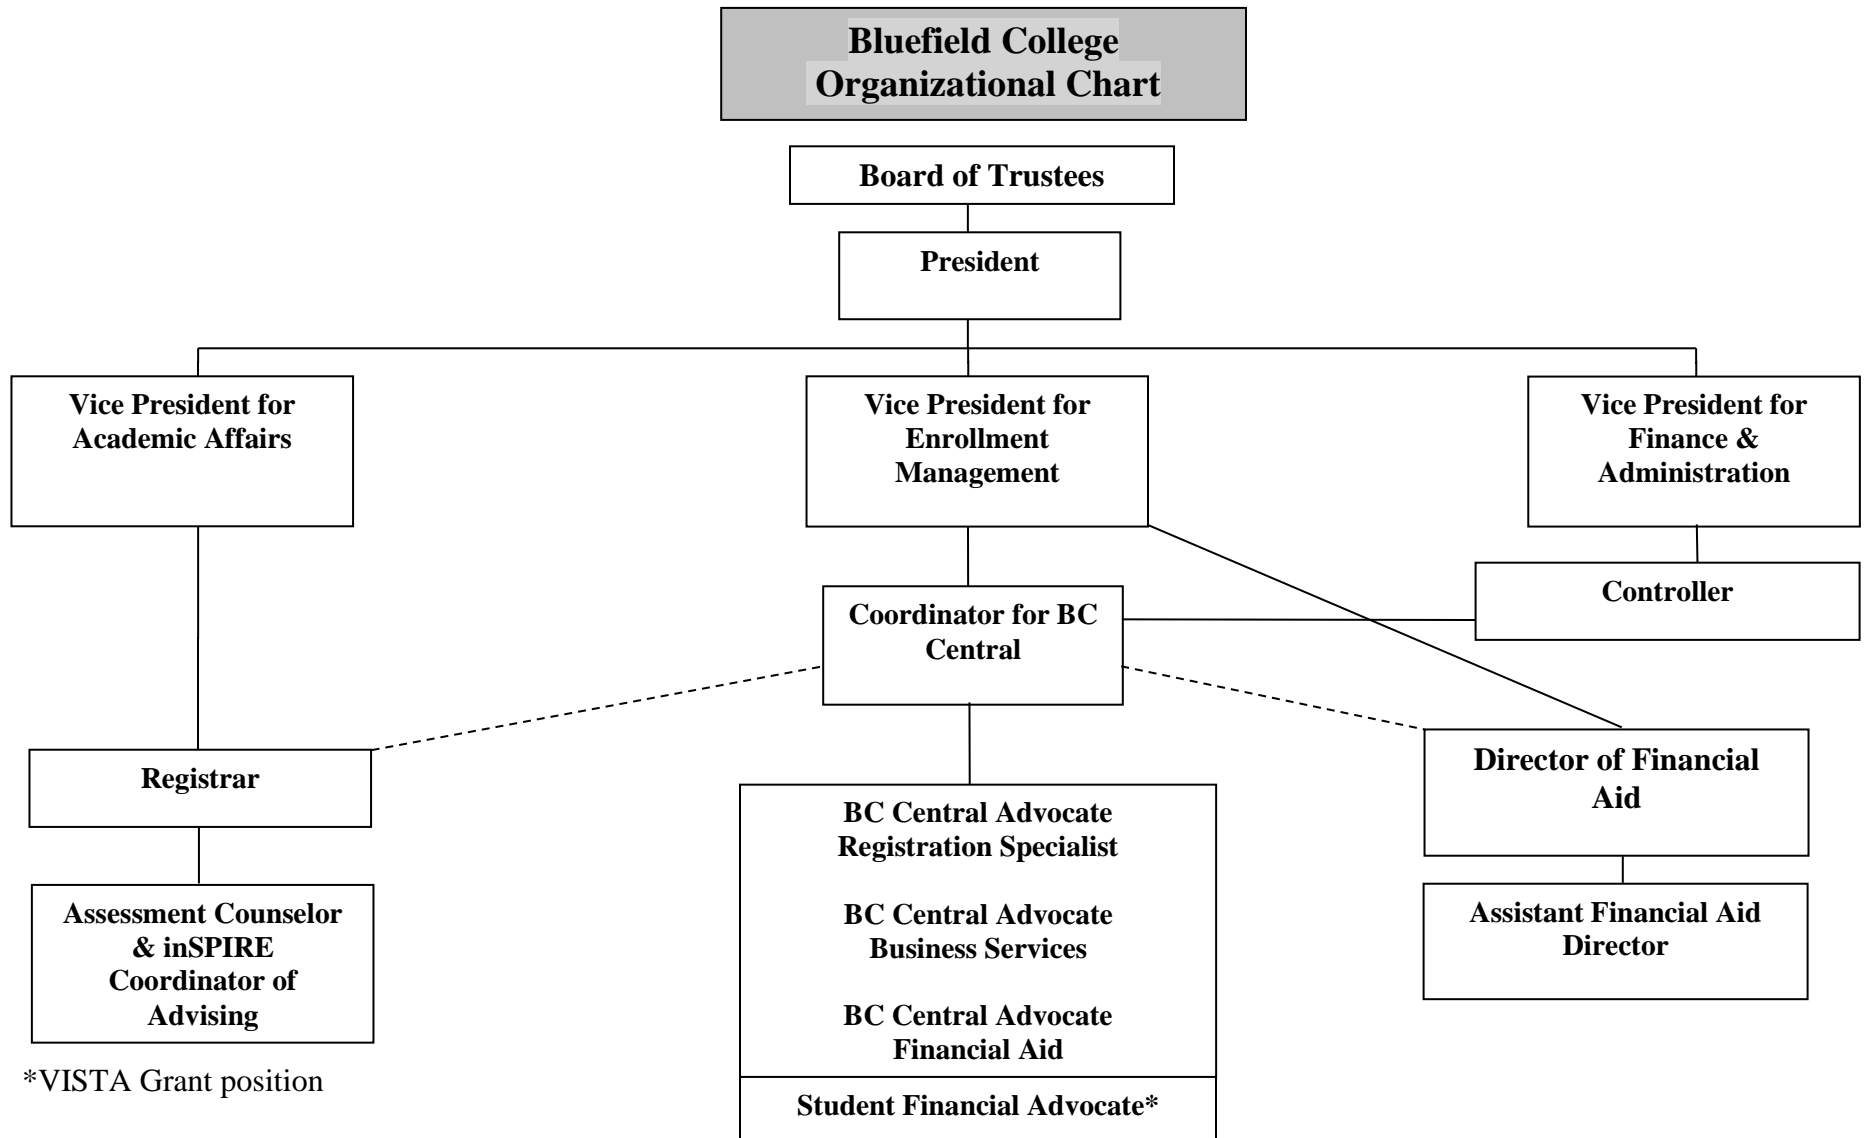 Bluefield College
Organizational Chart
Board of Trustees
President
Vice President for
Academic Affairs
Vice President for
Enrollment
Management
Vice President for
Finance &
Administration
Controller
Coordinator for BC
Central
Registrar
Director of Financial
Aid
BC Central Advocate
Registration Specialist
BC Central Advocate
Business Services
BC Central Advocate
Financial Aid
Student Financial Advocate*
Assessment Counselor
& inSPIRE
Coordinator of
Advising
Assistant Financial Aid
Director
*VISTA Grant position